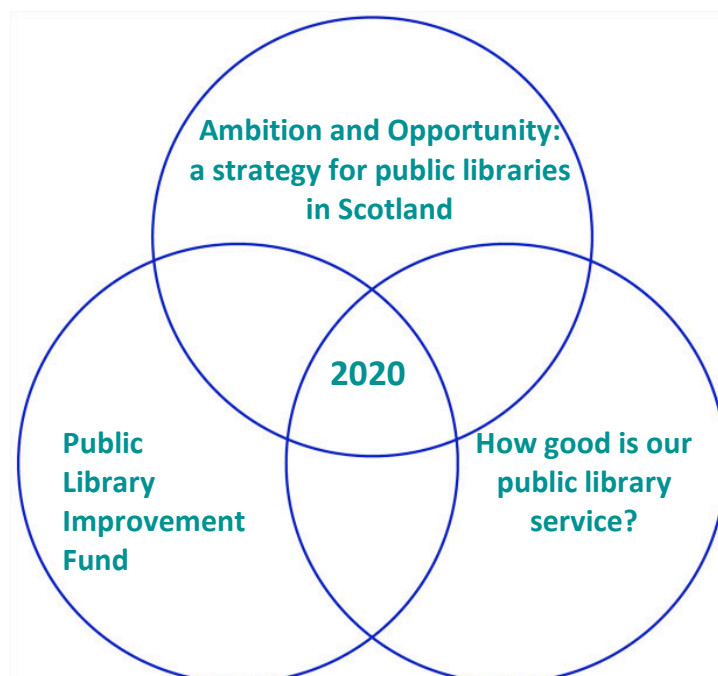 Ambition and Opportunity:
a strategy for public libraries
in Scotland
2020
Public
Library
Improvement
Fund
How good is our
public library
service?